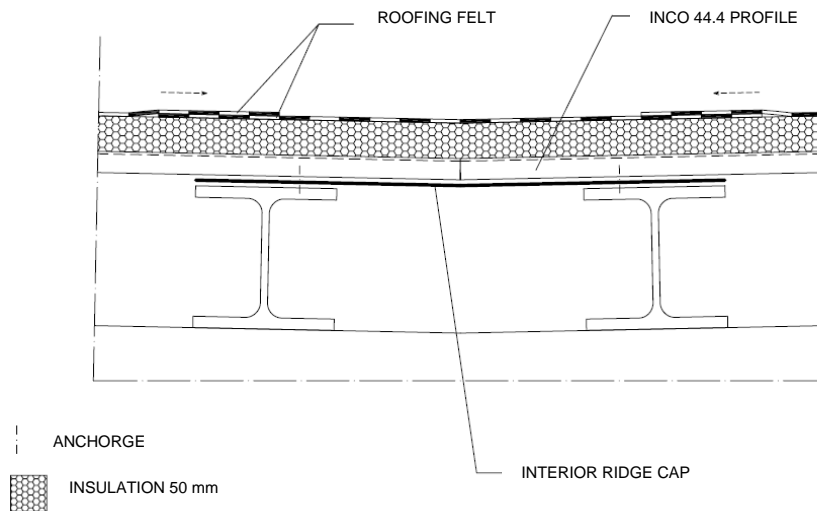 ROOFING FELT
INCO 44.4 PROFILE
ANCHORGE
INTERIOR RIDGE CAP
INSULATION 50 mm